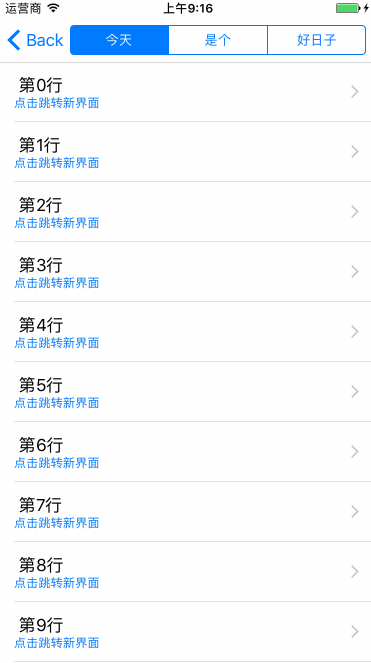 运营商 上午9:16
Back 今天 是个 好日子
第0行
点击跳转新界面
第1行
点击跳转新界面
第2行
点击跳转新界面
第3行
点击跳转新界面
第4行
点击跳转新界面
第5行
点击跳转新界面
第6行
点击跳转新界面
第7行
点击跳转新界面
第8行
点击跳转新界面
第9行
点击跳转新界面